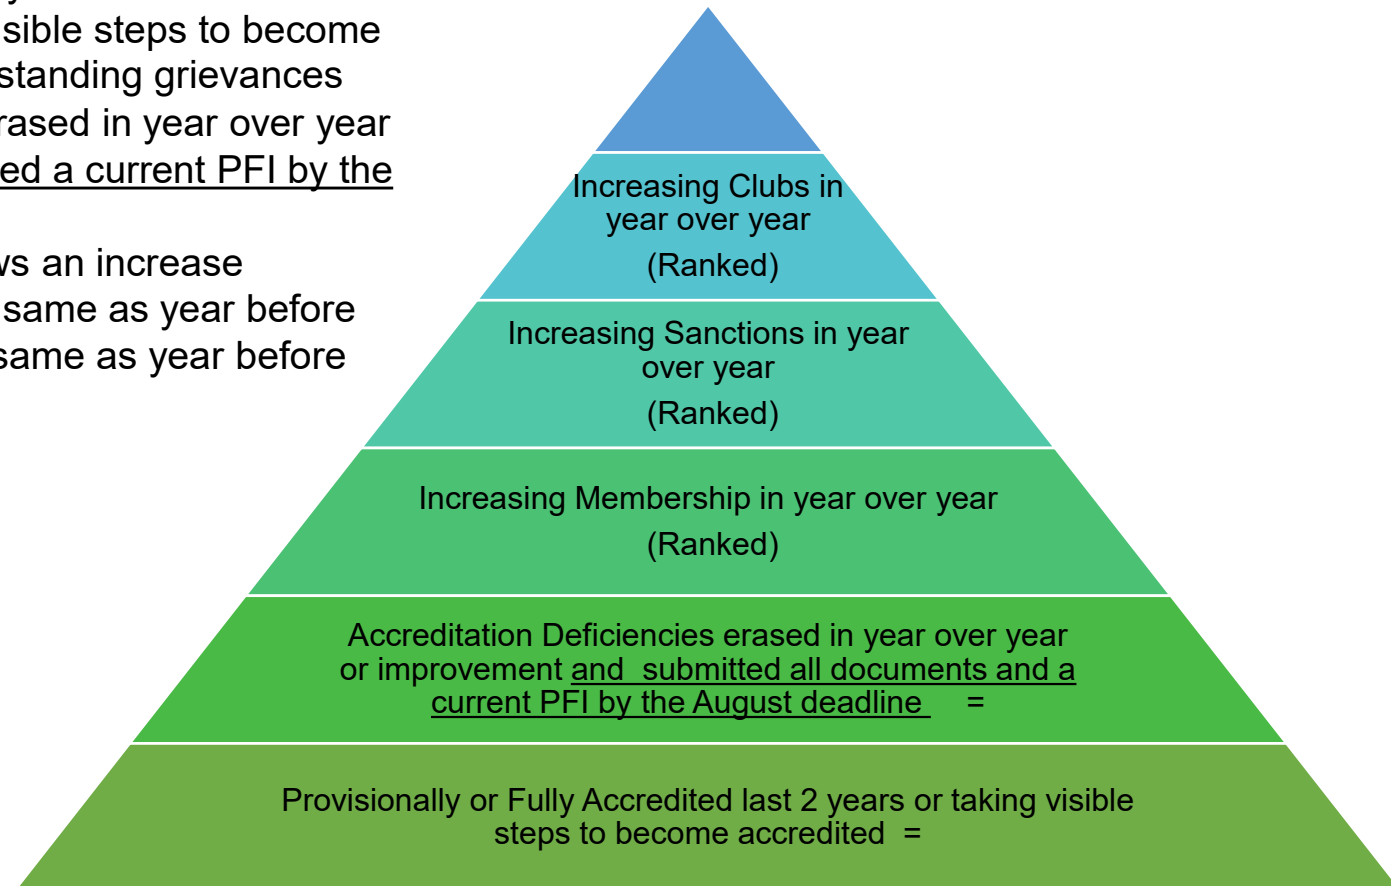 sible steps to become
standing grievances
rased in year over year
ed a current PFI by the
ws an increase
same as year before
same as year before
Increasing Clubs in
year over year
(Ranked)
Increasing Sanctions in year
over year
(Ranked)
Increasing Membership in year over year
(Ranked)
Accreditation Deficiencies erased in year over year
or improvement and submitted all documents and a
current PFI by the August deadline =
Provisionally or Fully Accredited last 2 years or taking visible
steps to become accredited =